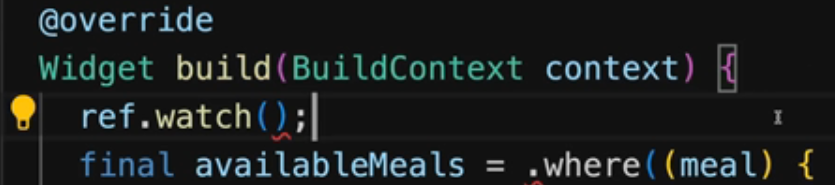 @override
Widget build(BuildContext context) {
ref.watch();
final availableMeals = .where((meal) {